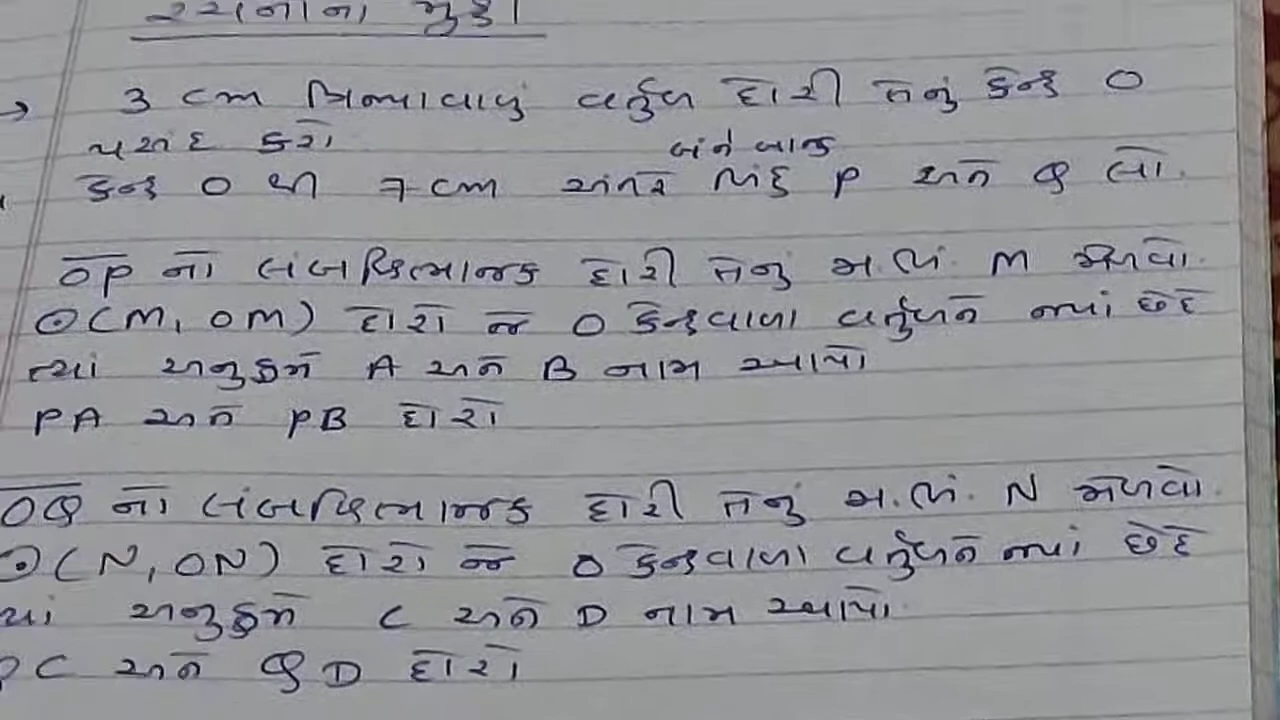 રચનાના મુદ્દા
→ 3 cm ત્રિજ્યાવાળું વર્તુળ દોરી તેનું કેન્દ્ર O
પસંદ કરો
બંને બાજુ
કેન્દ્ર O થી 7 cm અંતરે બિંદુ P અને Q લો.
OP નો લંબદ્વિભાજક દોરી તેનું મ.બિં. M મેળવો.
⊙(M, OM) દોરો જે O કેન્દ્રવાળા વર્તુળને જ્યાં છેદે
ત્યાં અનુક્રમે A અને B નામ આપો
PA અને PB દોરો
OQ નો લંબદ્વિભાજક દોરી તેનું મ.બિં. N મેળવો.
⊙(N, ON) દોરો જે O કેન્દ્રવાળા વર્તુળને જ્યાં છેદે
ત્યાં અનુક્રમે C અને D નામ આપો.
QC અને QD દોરો